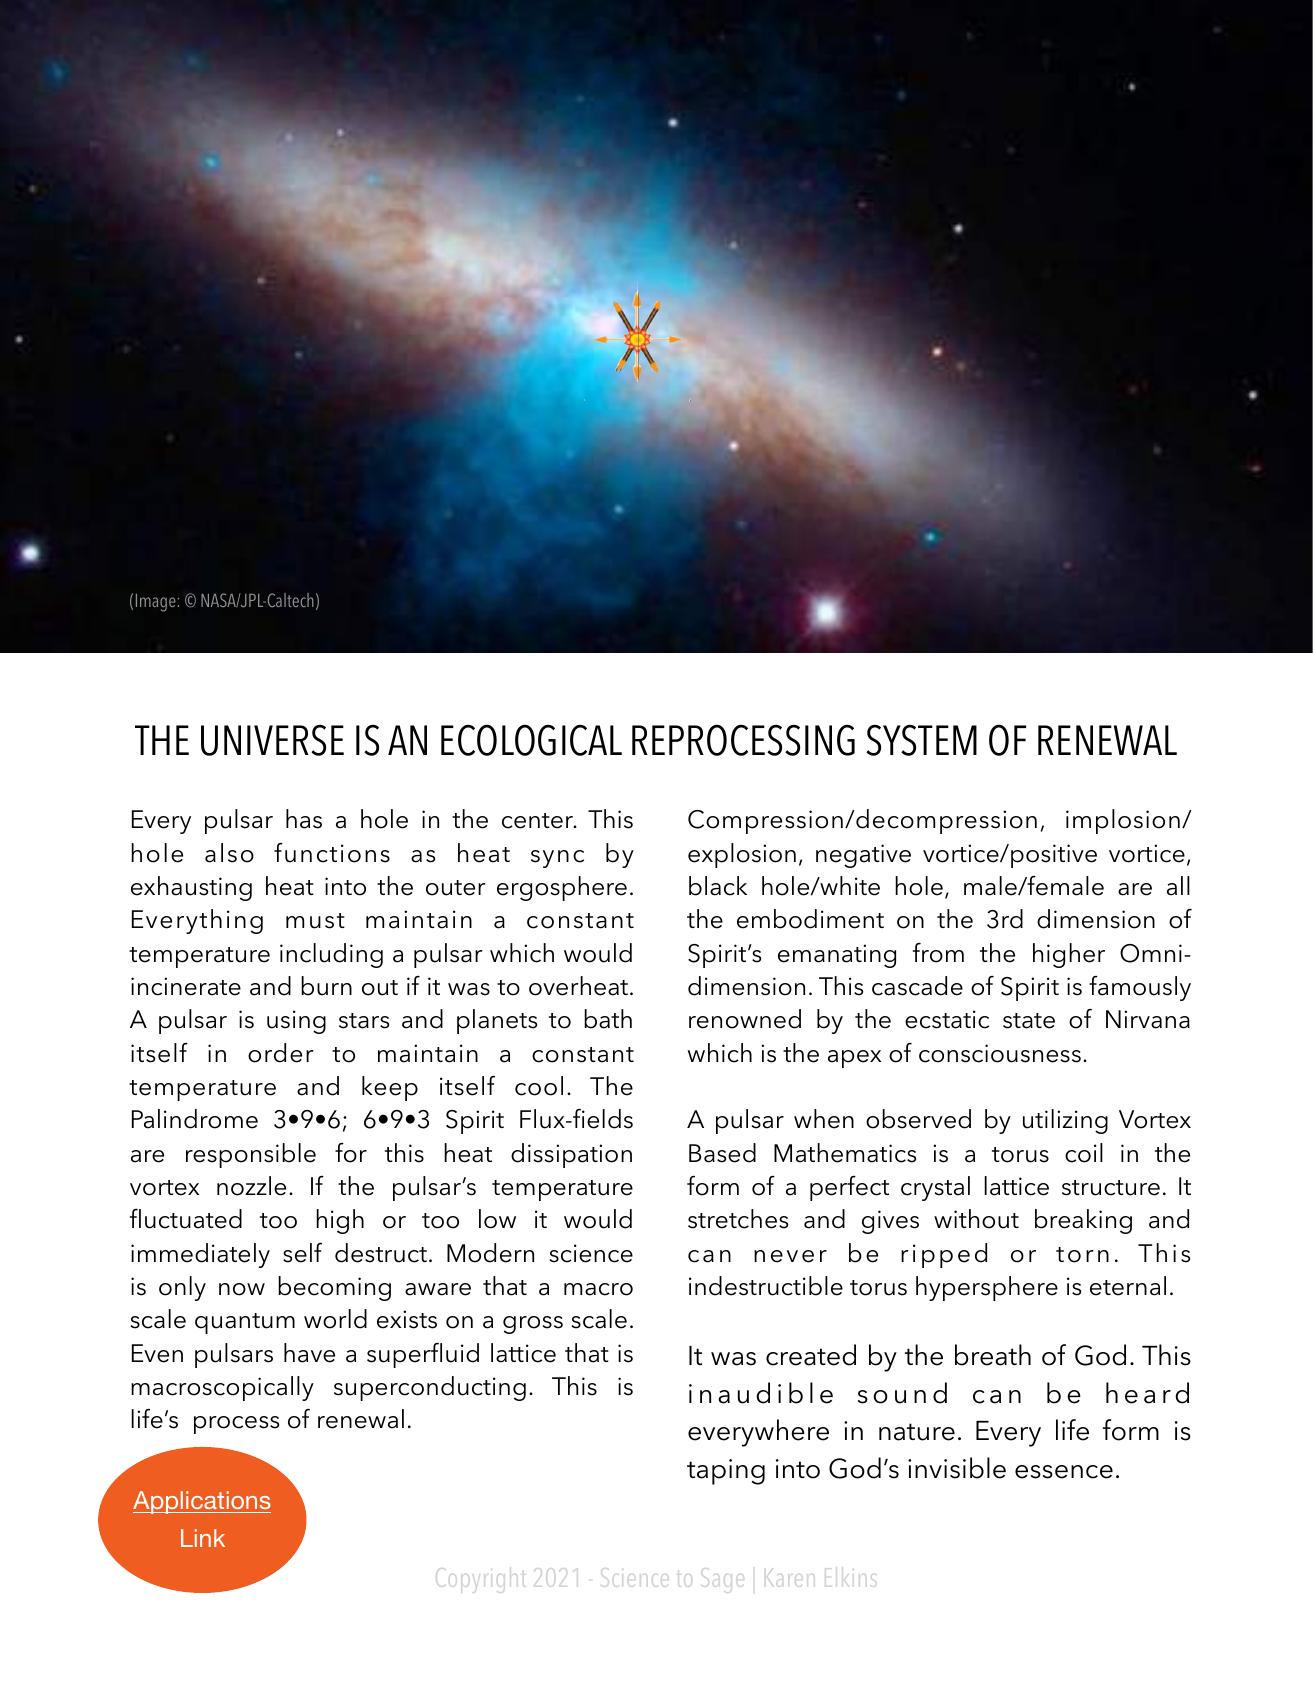 (Image: © NASA/JPL-Caltech)
THE UNIVERSE IS AN ECOLOGICAL REPROCESSING SYSTEM OF RENEWAL
Every pulsar has a hole in the center. This
hole also functions as heat sync by
exhausting heat into the outer ergosphere.
Everything must maintain a constant
temperature including a pulsar which would
incinerate and burn out if it was to overheat.
A pulsar is using stars and planets to bath
itself in order to maintain a constant
temperature and keep itself cool. The
Palindrome 3•9•6; 6•9•3 Spirit Flux-fields
are responsible for this heat dissipation
vortex nozzle. If the pulsar’s temperature
fluctuated too high or too low it would
immediately self destruct. Modern science
is only now becoming aware that a macro
scale quantum world exists on a gross scale.
Even pulsars have a superfluid lattice that is
macroscopically superconducting. This is
life’s process of renewal.
Applications
Link
Compression/decompression, implosion/
explosion, negative vortice/positive vortice,
black hole/white hole, male/female are all
the embodiment on the 3rd dimension of
Spirit’s emanating from the higher Omni-
dimension. This cascade of Spirit is famously
renowned by the ecstatic state of Nirvana
which is the apex of consciousness.
A pulsar when observed by utilizing Vortex
Based Mathematics is a torus coil in the
form of a perfect crystal lattice structure. It
stretches and gives without breaking and
can never be ripped or torn. This
indestructible torus hypersphere is eternal.
It was created by the breath of God. This
inaudible sound can be heard
everywhere in nature. Every life form is
taping into God’s invisible essence.
Copyright 2021 - Science to Sage | Karen Elkins